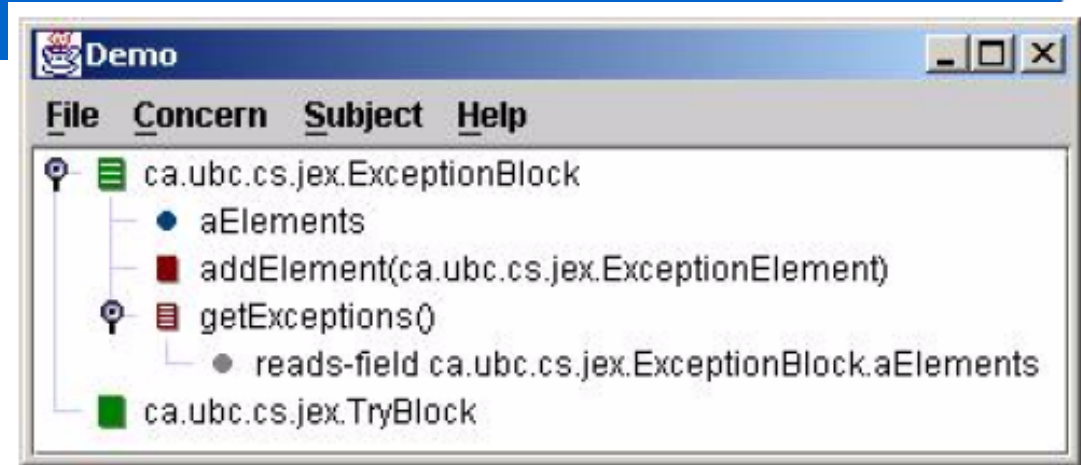 Demo
File Concern Subject Help
ca.ubc.cs.jex.ExceptionBlock
aElements
addElement(ca.ubc.cs.jex.ExceptionElement)
getExceptions()
reads-field ca.ubc.cs.jex.ExceptionBlock.aElements
ca.ubc.cs.jex.TryBlock